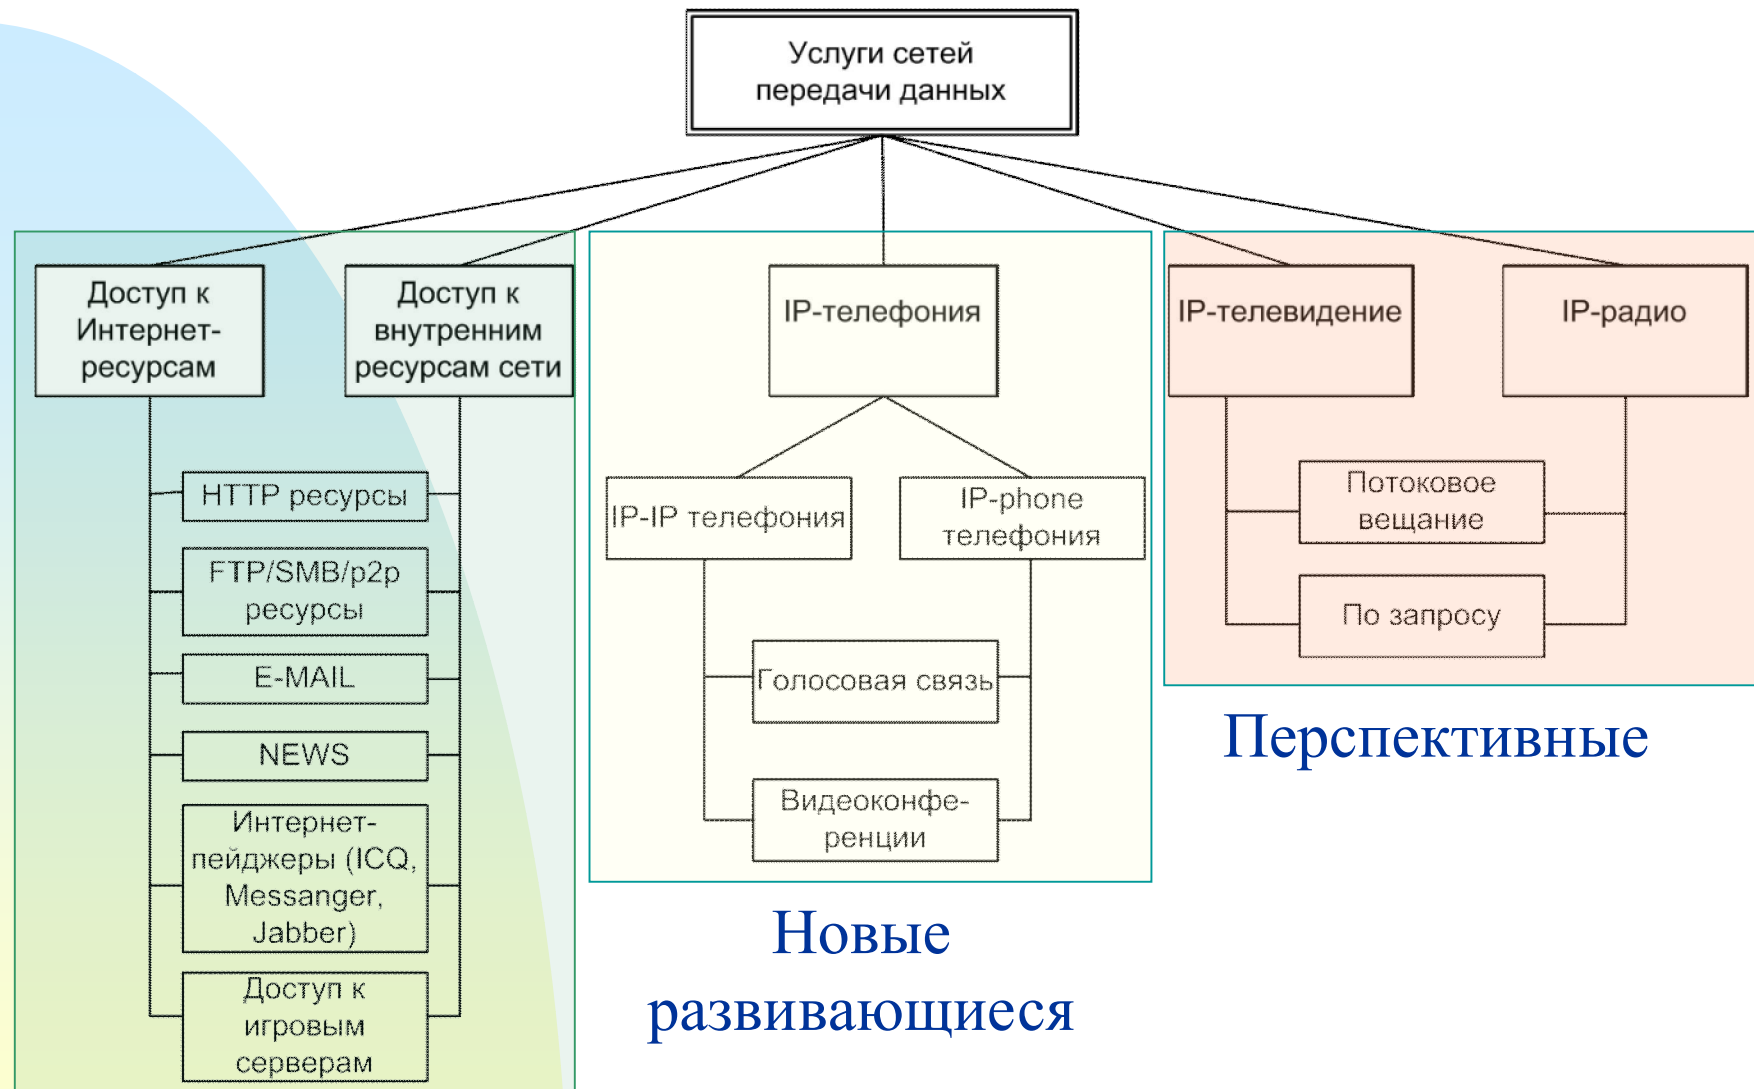 Услуги сетей
передачи данных
Доступ к
Интернет-
ресурсам
Доступ к
внутренним
ресурсам сети
IP-телефония
IP-телевидение
IP-радио
HTTP ресурсы
FTP/SMB/p2p
ресурсы
E-MAIL
NEWS
Интернет-
пейджеры (ICQ,
Messanger,
Jabber)
Доступ к
игровым
серверам
IP-IP телефония
IP-phone
телефония
Голосовая связь
Видеоконфе-
ренции
Новые
развивающиеся
Потоковое
вещание
По запросу
Перспективные